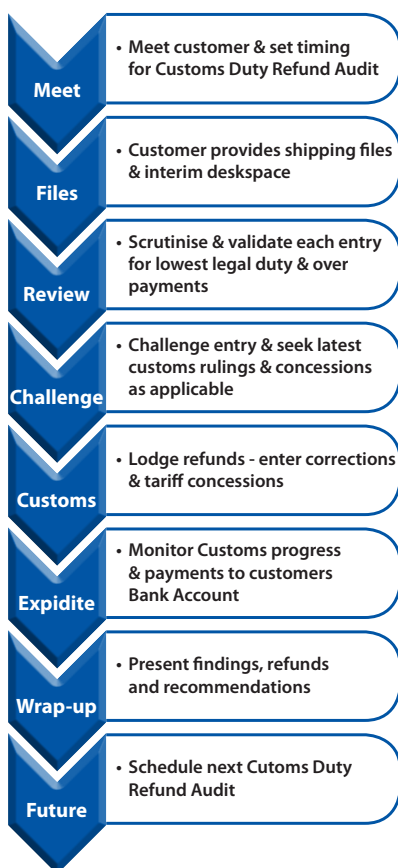 Meet
• Meet customer & set timing
for Customs Duty Refund Audit
Files
• Customer provides shipping files
& interim deskspace
Review
• Scrutinise & validate each entry
for lowest legal duty & over
payments
Challenge
• Challenge entry & seek latest
customs rulings & concessions
as applicable
Customs
• Lodge refunds - enter corrections
& tariff concessions
Expidite
• Monitor Customs progress
& payments to customers
Bank Account
Wrap-up
• Present findings, refunds
and recommendations
Future
• Schedule next Cutoms Duty
Refund Audit